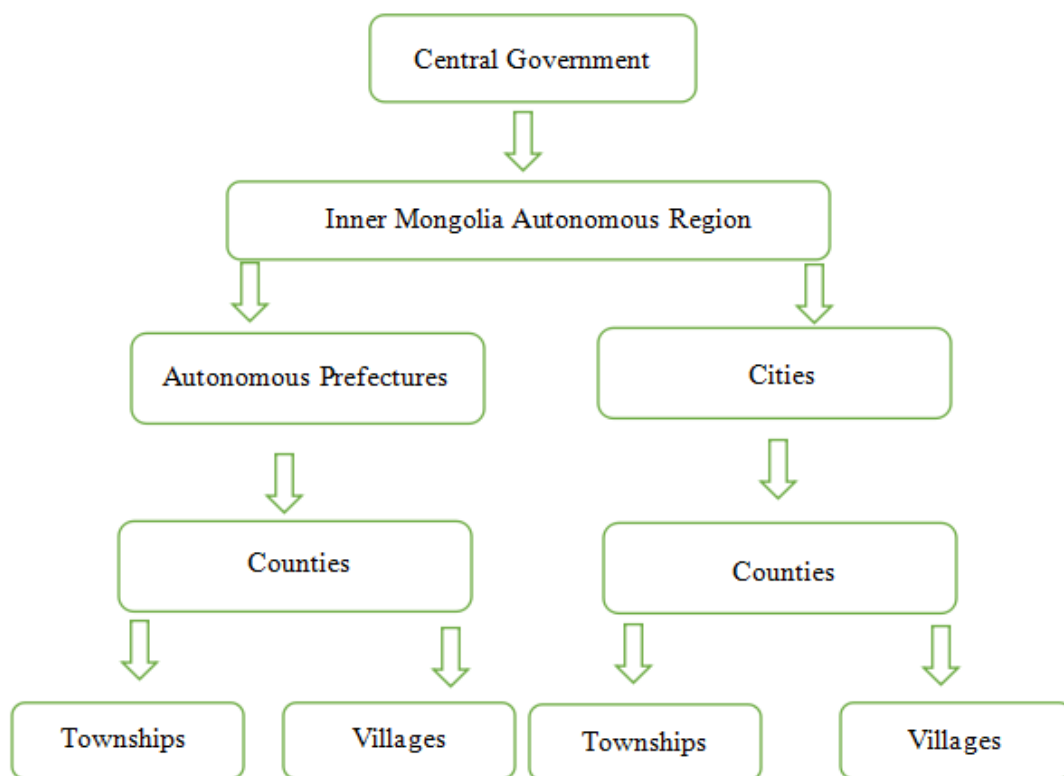 Central Government
Inner Mongolia Autonomous Region
Autonomous Prefectures
Cities
Counties
Counties
Townships
Villages
Townships
Villages